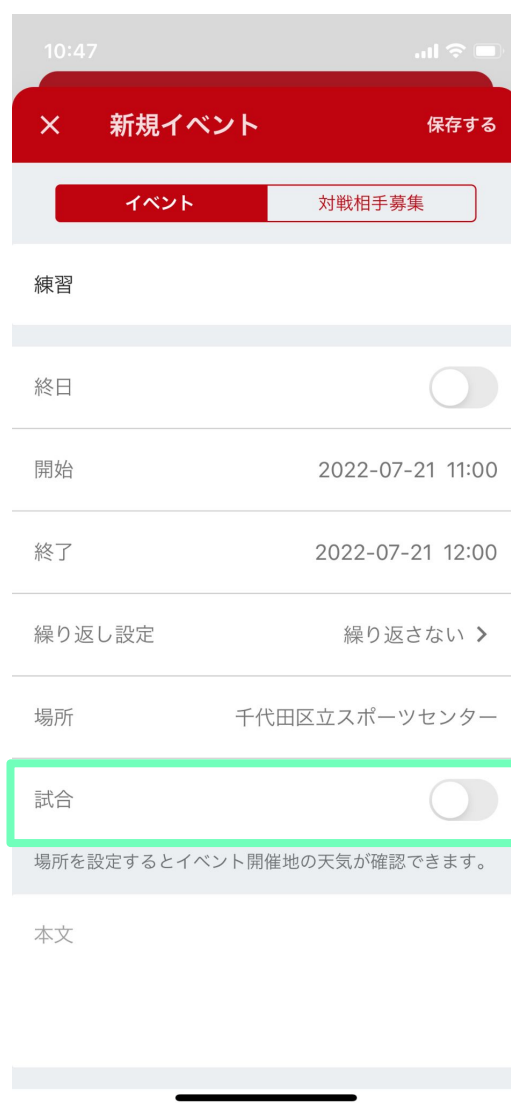 10:47
新規イベント 保存する
イベント 対戦相手募集
練習
終日
開始 2022-07-21 11:00
終了 2022-07-21 12:00
繰り返し設定 繰り返さない
場所 千代田区立スポーツセンター
試合
場所を設定するとイベント開催地の天気が確認できます。
本文